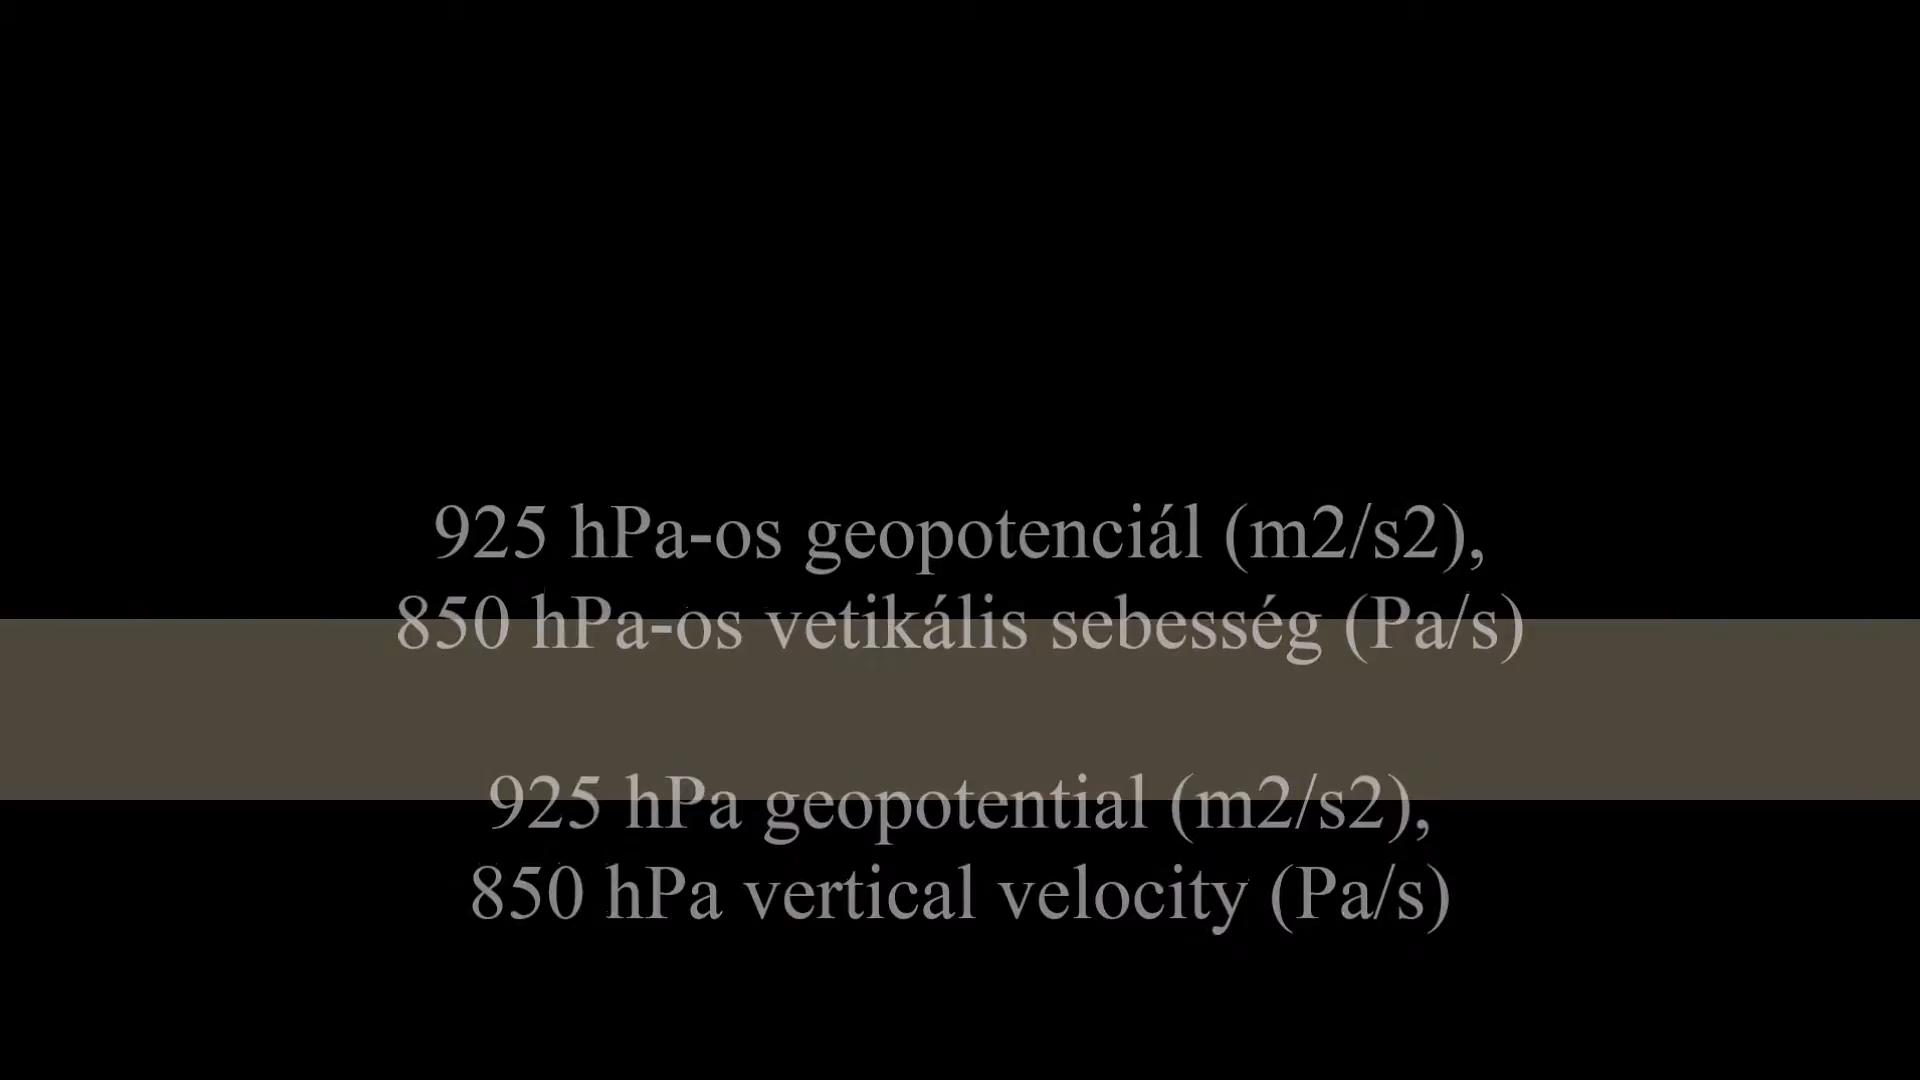 925 hPa-os geopotenciál (m2/s2),
850 hPa-os vetikális sebesség (Pa/s)
925 hPa geopotential (m2/s2),
850 hPa vertical velocity (Pa/s)